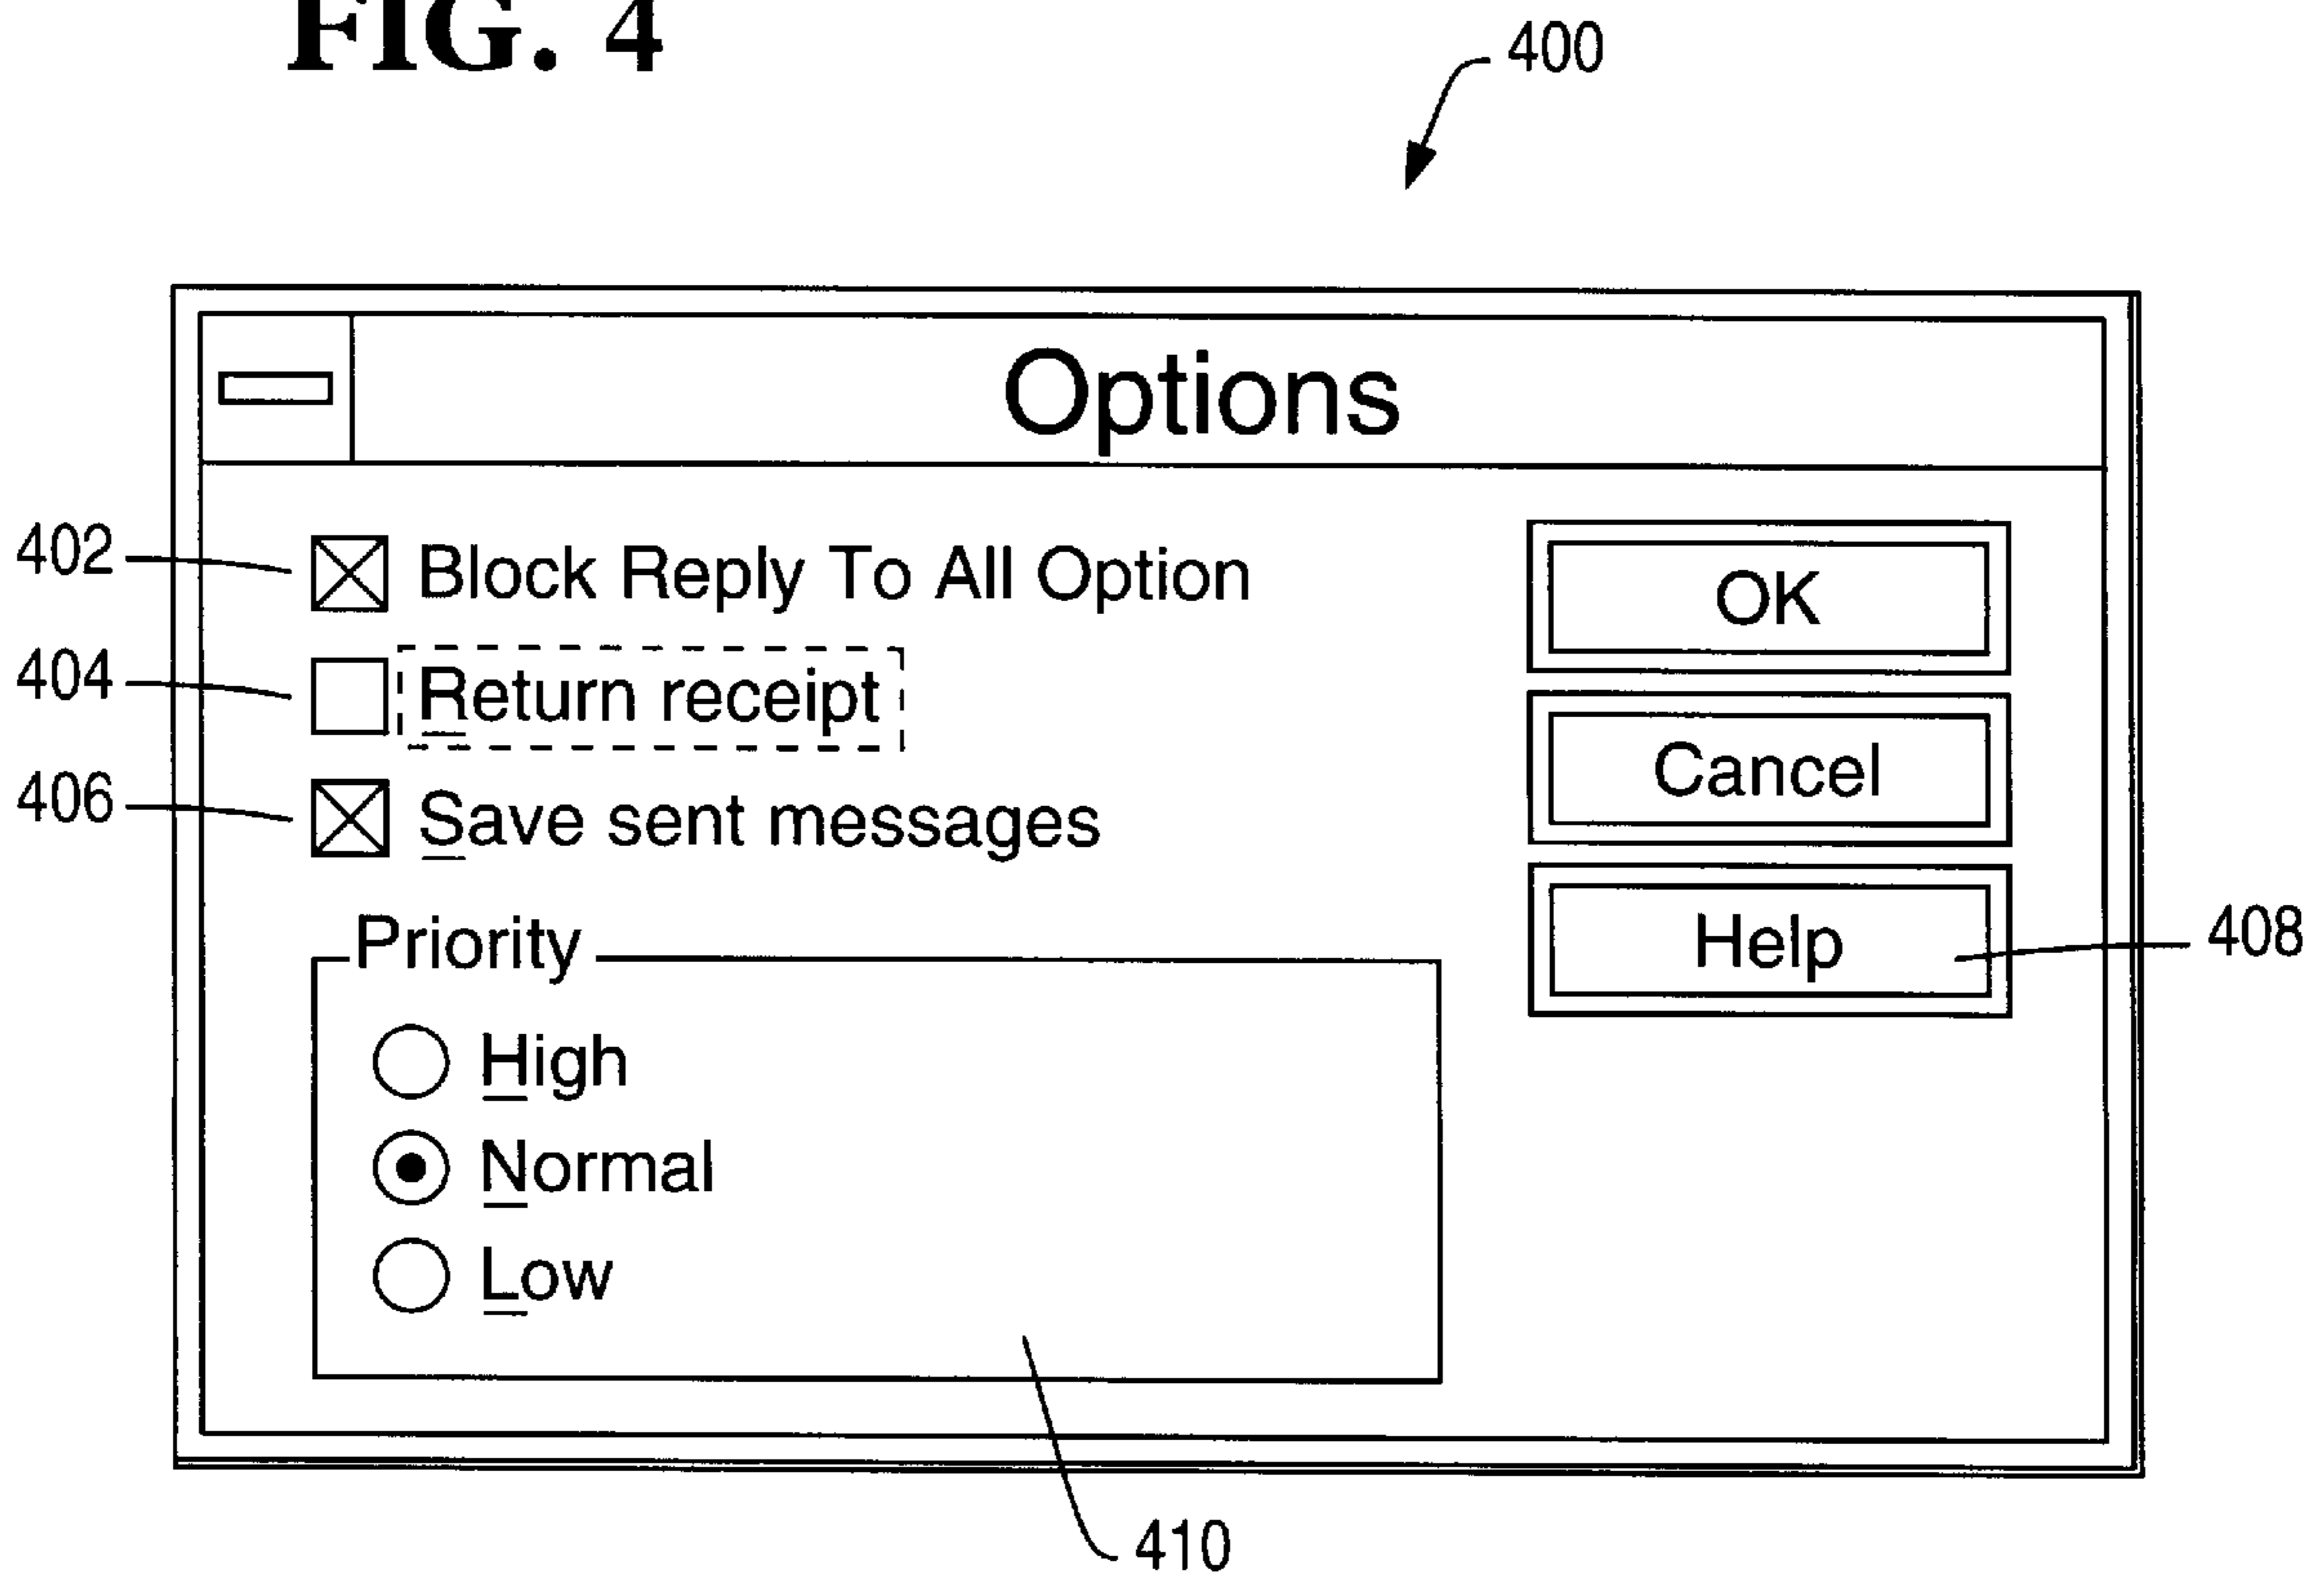 FIG. 4
400
Options
402
Block Reply To All Option
OK
404
Return receipt
Cancel
406
Save sent messages
Help
408
Priority
High
Normal
Low
410